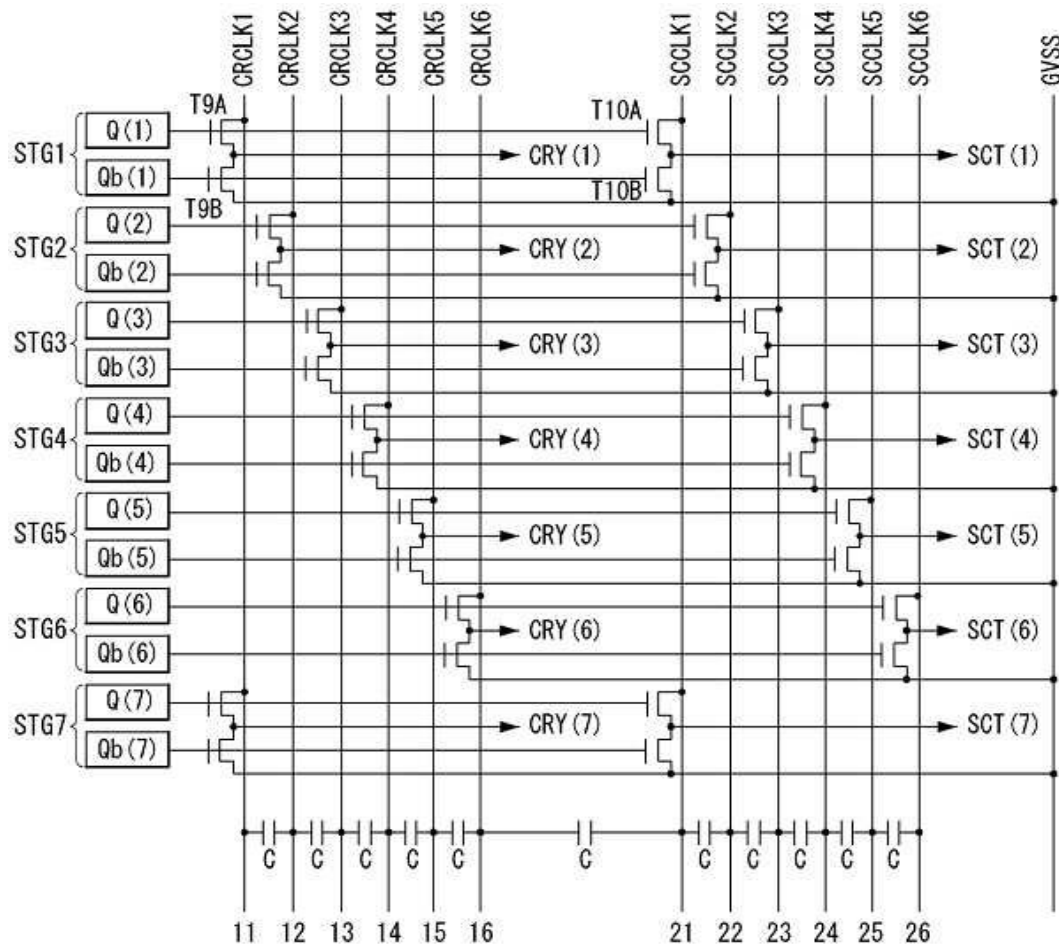 CRCLK1 CRCLK2 CRCLK3 CRCLK4 CRCLK5 CRCLK6 SCCLK1 SCCLK2 SCCLK3 SCCLK4 SCCLK5 SCCLK6 GVSS
T9A T10A
STG1 Q(1) CRY(1) SCT(1)
Qb(1)
T9B T10B
STG2 Q(2) CRY(2) SCT(2)
Qb(2)
STG3 Q(3) CRY(3) SCT(3)
Qb(3)
STG4 Q(4) CRY(4) SCT(4)
Qb(4)
STG5 Q(5) CRY(5) SCT(5)
Qb(5)
STG6 Q(6) CRY(6) SCT(6)
Qb(6)
STG7 Q(7) CRY(7) SCT(7)
Qb(7)
C C C C C C C C C C C
11 12 13 14 15 16 21 22 23 24 25 26